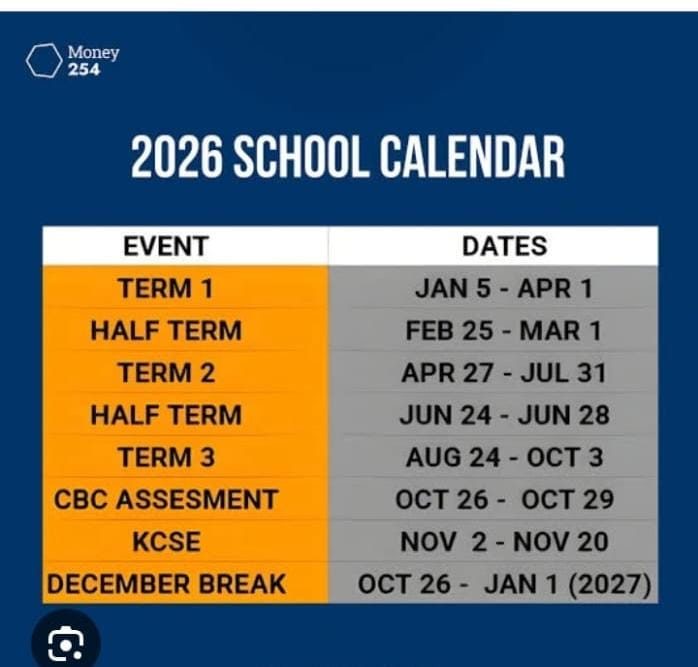 Money
254
2026 SCHOOL CALENDAR
EVENT DATES
TERM 1 JAN 5 - APR 1
HALF TERM FEB 25 - MAR 1
TERM 2 APR 27 - JUL 31
HALF TERM JUN 24 - JUN 28
TERM 3 AUG 24 - OCT 3
CBC ASSESMENT OCT 26 - OCT 29
KCSE NOV 2 - NOV 20
DECEMBER BREAK OCT 26 - JAN 1 (2027)